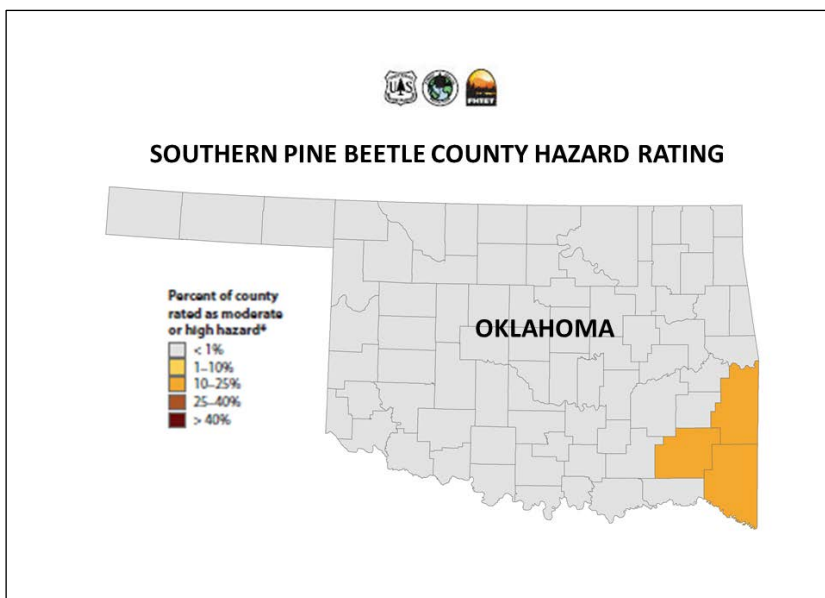 U S
FHTET
SOUTHERN PINE BEETLE COUNTY HAZARD RATING
Percent of county
rated as moderate
or high hazard*
< 1%
1–10%
10–25%
25–40%
> 40%
OKLAHOMA